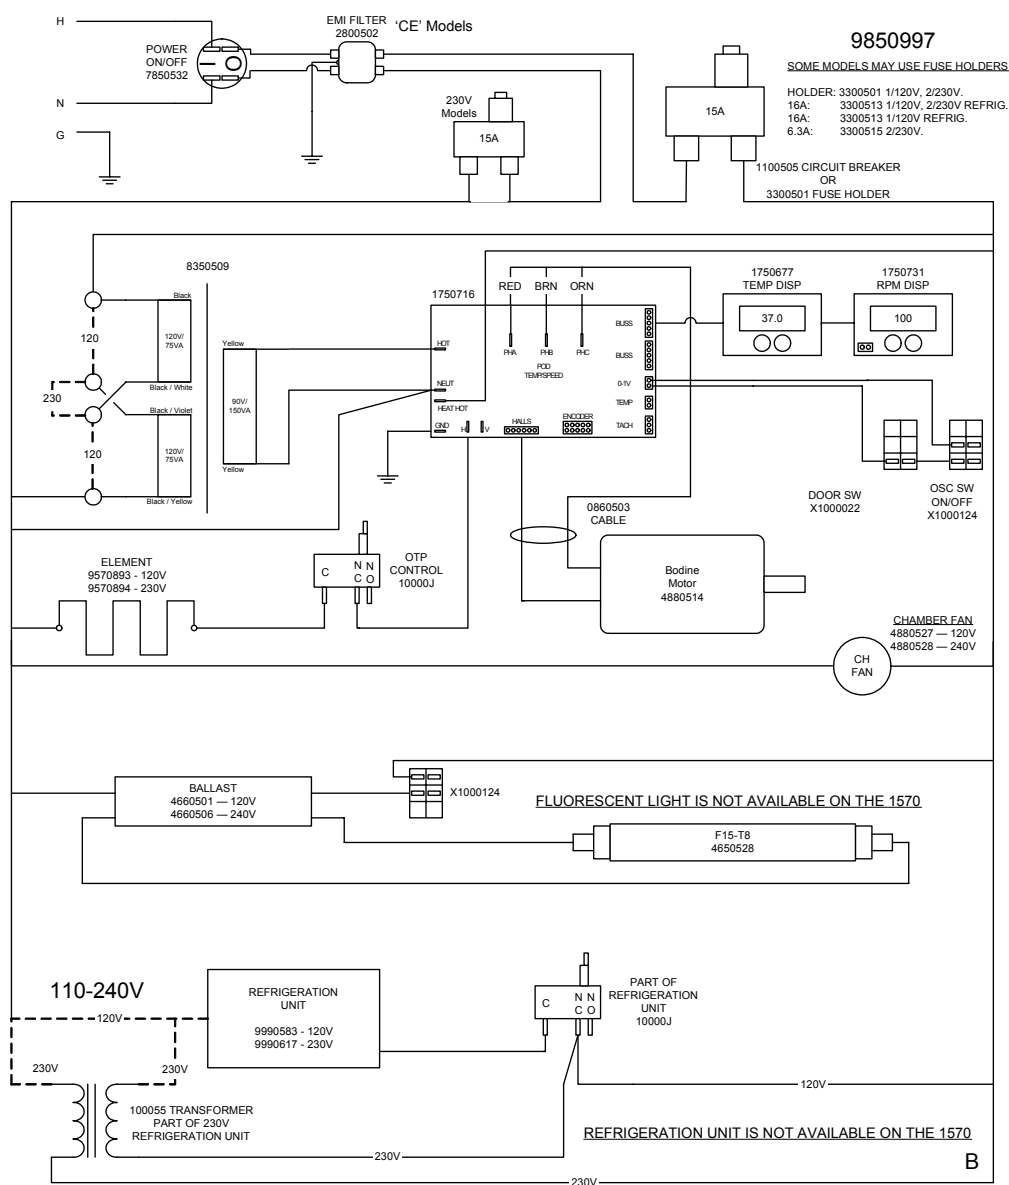 H
EMI FILTER
2800502
'CE' Models
POWER
ON/OFF
7850532
N
G
230V
Models
15A
15A
9850997
SOME MODELS MAY USE FUSE HOLDERS
HOLDER: 3300501 1/120V, 2/230V.
16A: 3300513 1/120V, 2/230V REFRIG.
16A: 3300513 1/120V REFRIG.
6.3A: 3300515 2/230V.
1100505 CIRCUIT BREAKER
OR
3300501 FUSE HOLDER
8350509
Black
120V/
75VA
120
Black / White
230
Black / Violet
120
120V/
75VA
Black / Yellow
Yellow
90V/
150VA
Yellow
1750716
RED
BRN
ORN
HOT
PHA
PHB
PHC
POD
TEMP/SPEED
NEUT
HEAT HOT
GND
H
V
HALLS
ENCODER
BUSS
BUSS
0-1V
TEMP
TACH
1750677
TEMP DISP
37.0
1750731
RPM DISP
100
DOOR SW
X1000022
OSC SW
ON/OFF
X1000124
0860503
CABLE
ELEMENT
9570893 - 120V
9570894 - 230V
C
N
C
N
O
OTP
CONTROL
10000J
Bodine
Motor
4880514
CHAMBER FAN
4880527 — 120V
4880528 — 240V
CH
FAN
BALLAST
4660501 — 120V
4660506 — 240V
X1000124
FLUORESCENT LIGHT IS NOT AVAILABLE ON THE 1570
F15-T8
4650528
110-240V
120V
230V
230V
REFRIGERATION
UNIT
9990583 - 120V
9990617 - 230V
C
N
C
N
O
PART OF
REFRIGERATION
UNIT
10000J
120V
100055 TRANSFORMER
PART OF 230V
REFRIGERATION UNIT
REFRIGERATION UNIT IS NOT AVAILABLE ON THE 1570
230V
B
230V